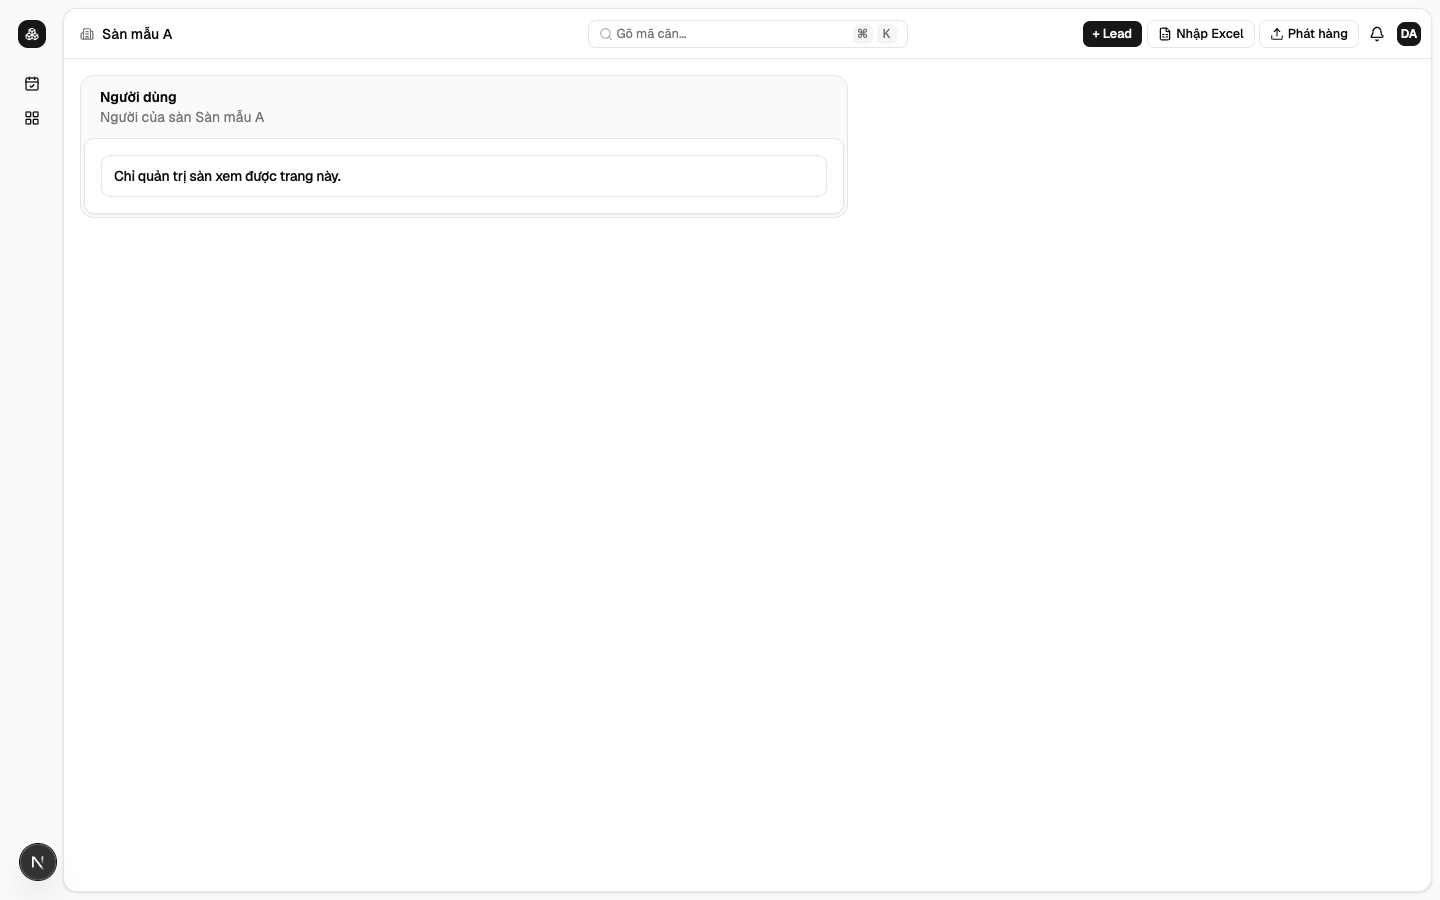 Sàn mẫu A
Gõ mã căn...
⌘ K
+ Lead
Nhập Excel
Phát hàng
DA
Người dùng
Người của sàn Sàn mẫu A
Chỉ quản trị sàn xem được trang này.
N